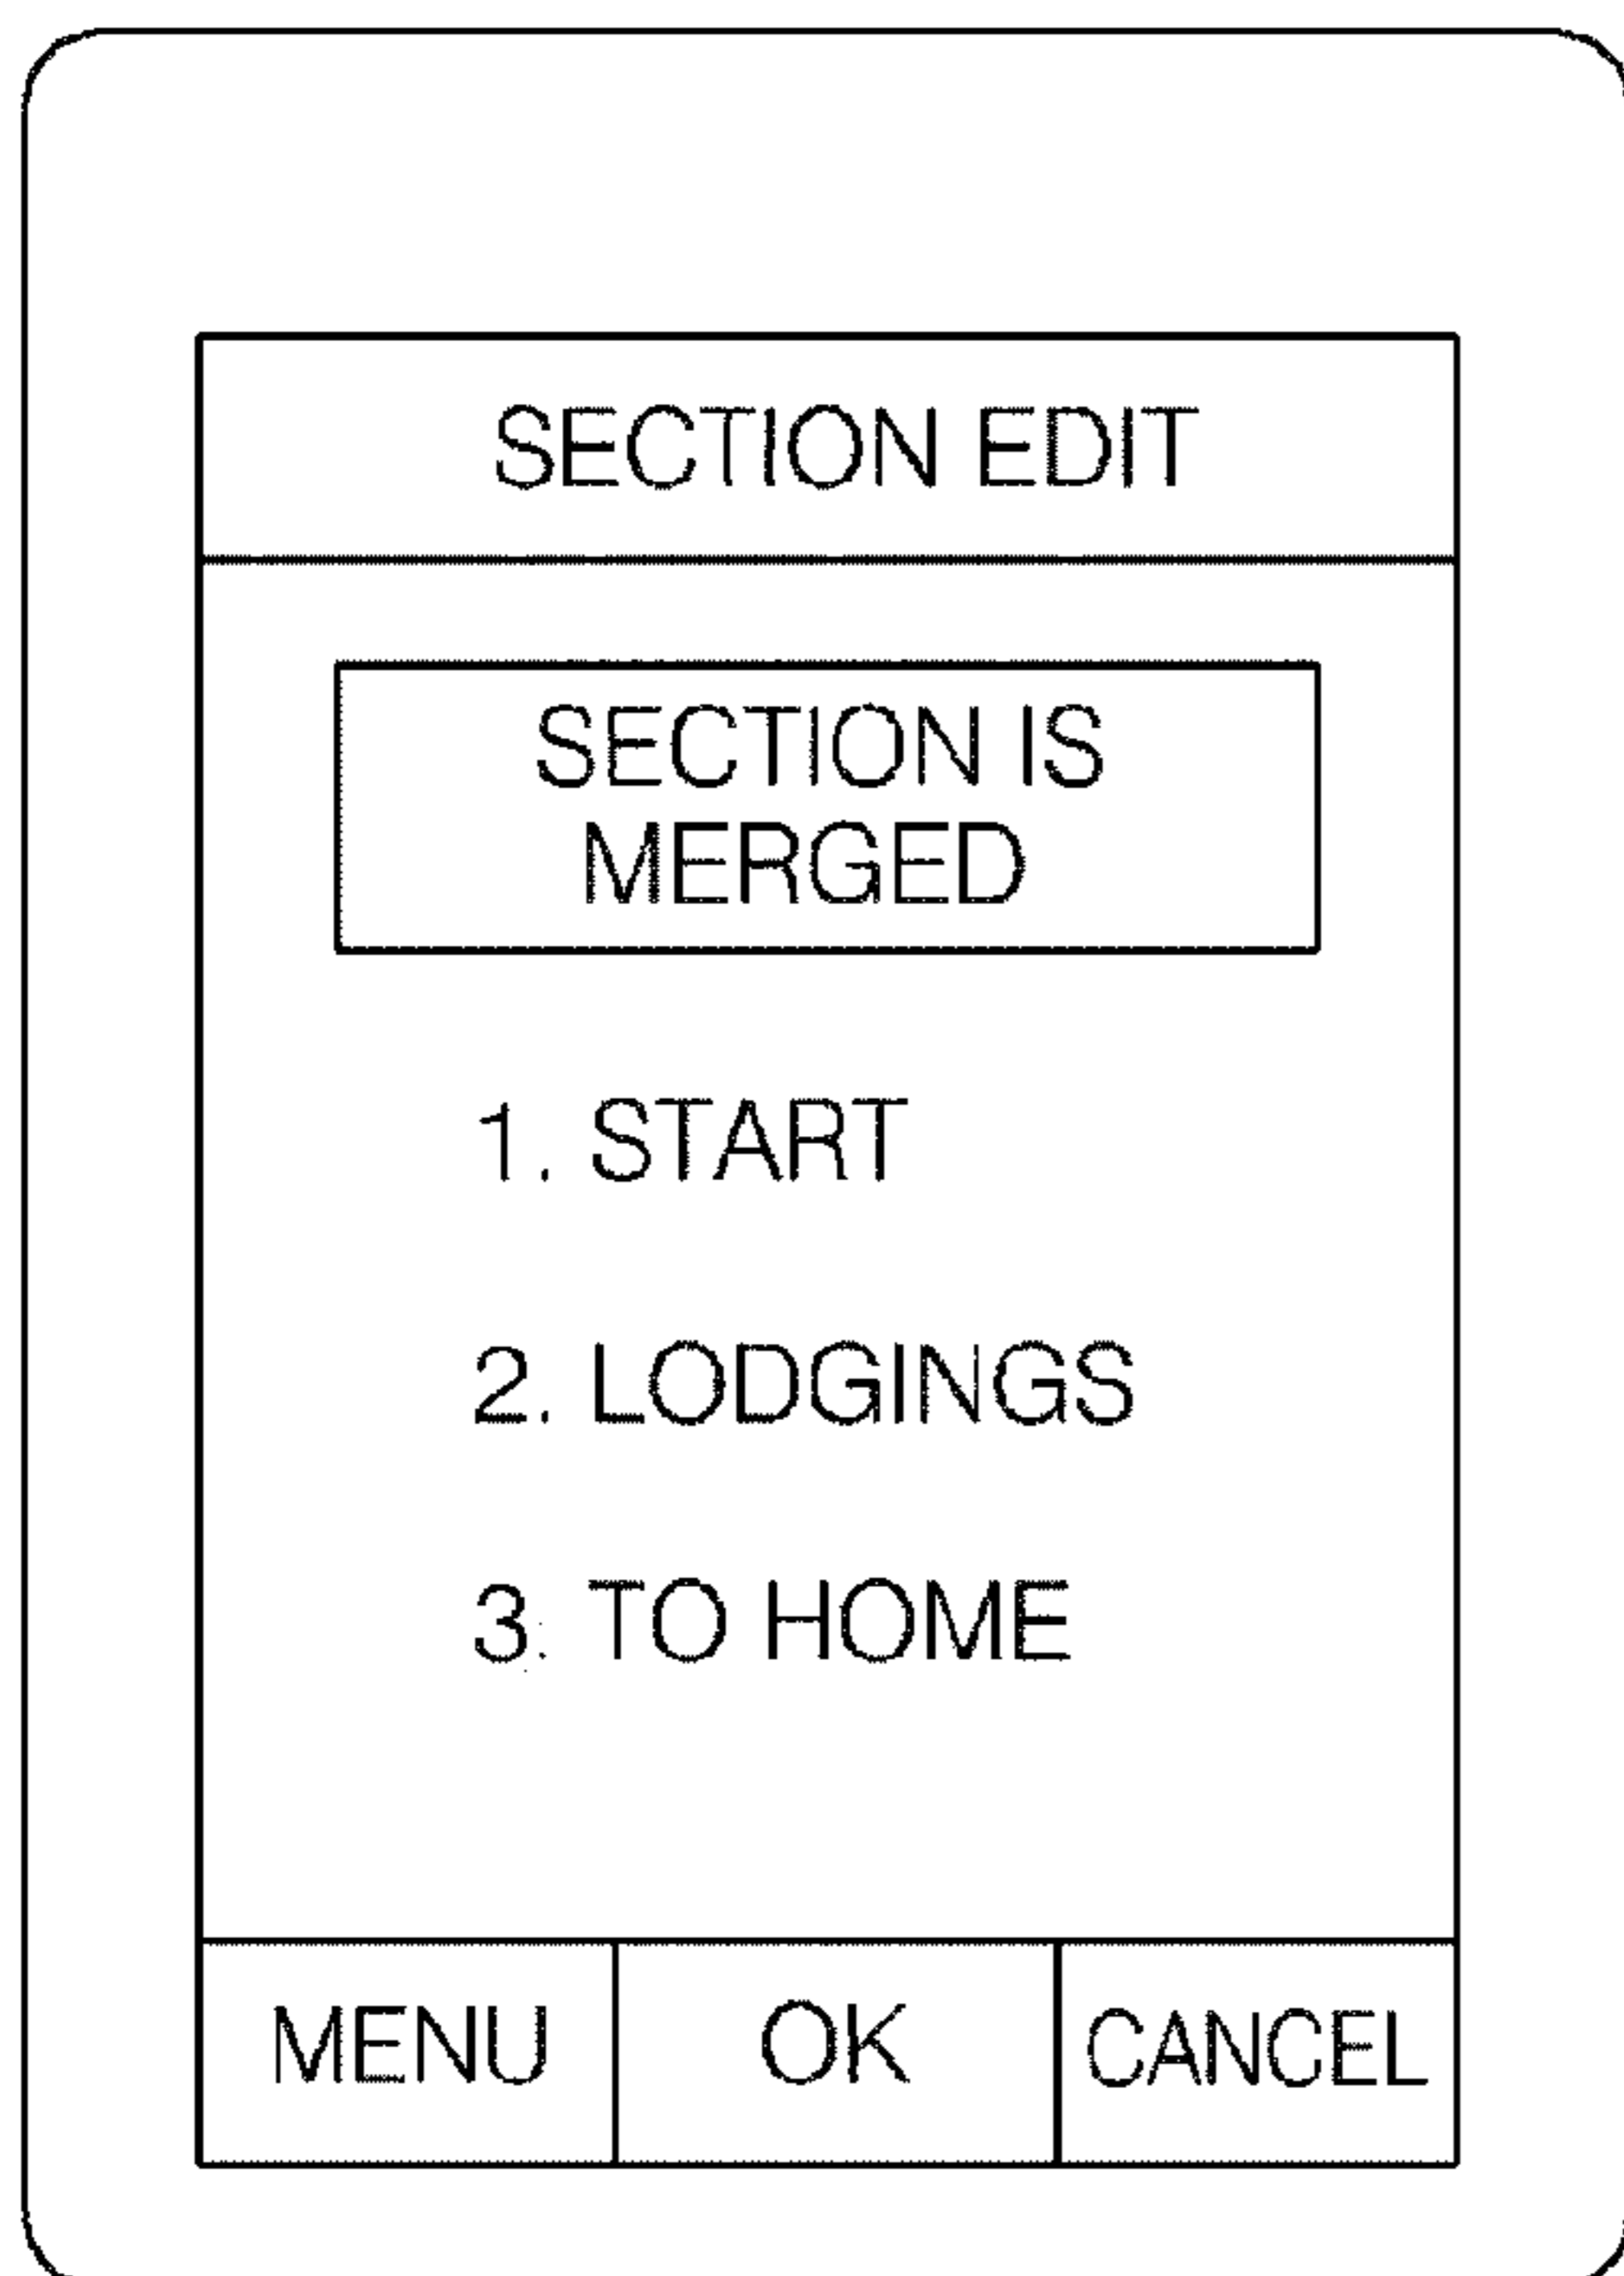 SECTION EDIT
SECTION IS
MERGED
1. START
2. LODGINGS
3. TO HOME
MENU OK CANCEL